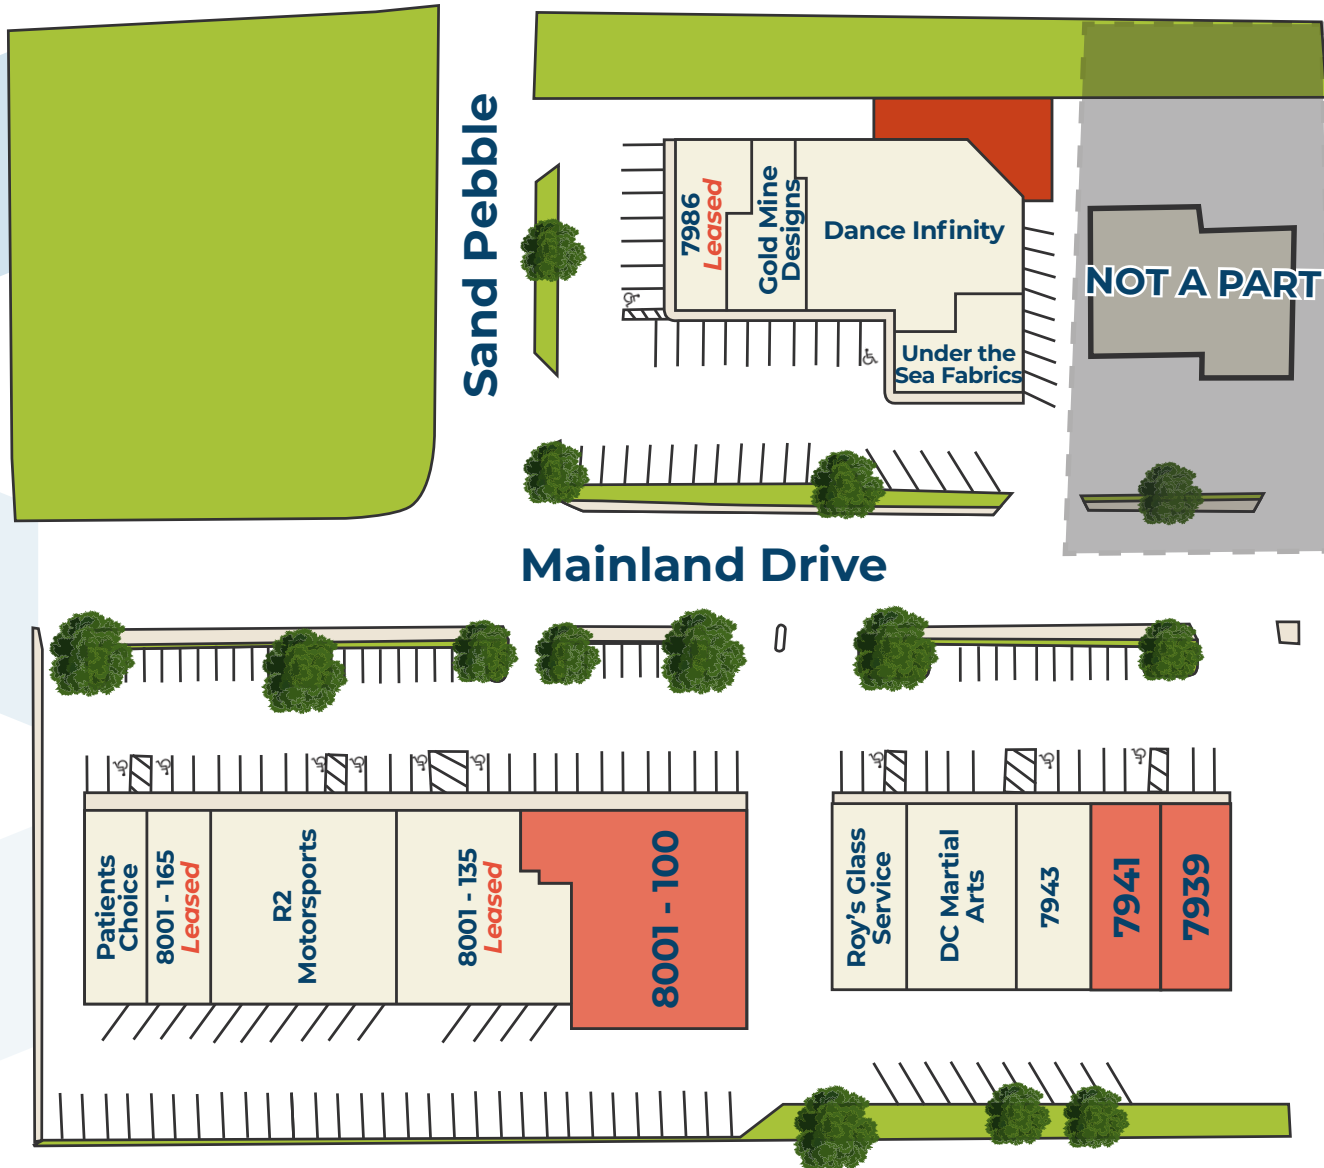 Sand Pebble
7986
Leased
Gold Mine
Designs
Dance Infinity
Under the
Sea Fabrics
NOT A PART
Mainland Drive
Patients
Choice
8001 - 165
Leased
R2
Motorsports
8001 - 135
Leased
8001 - 100
Roy's Glass
Service
DC Martial
Arts
7943
7941
7939